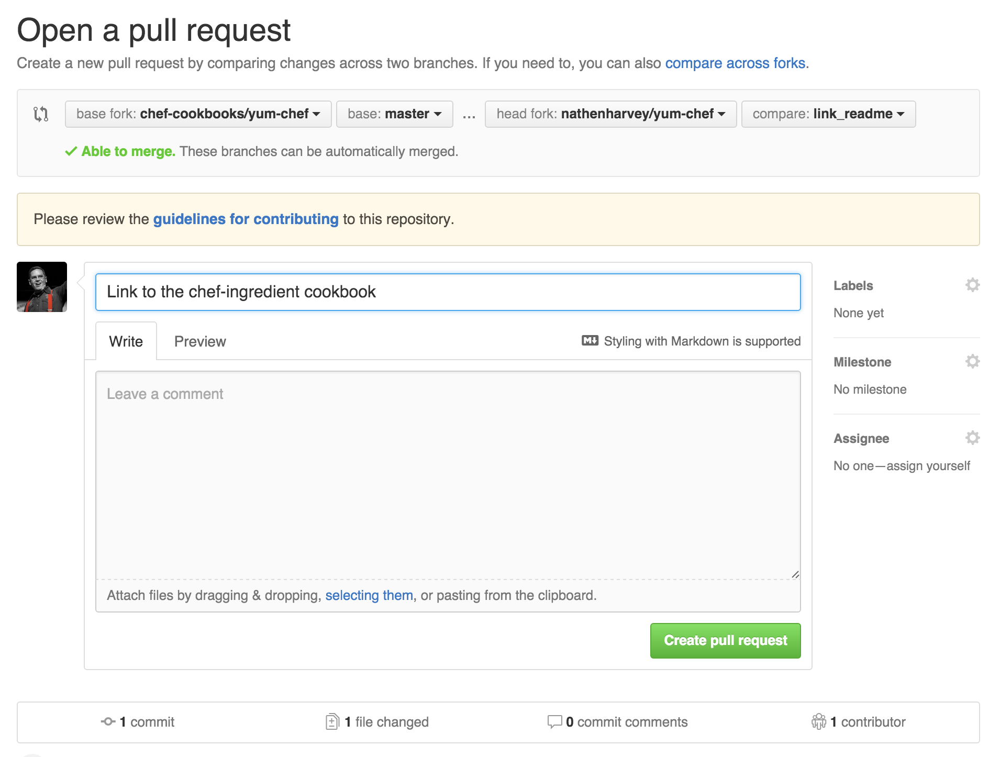 Open a pull request
Create a new pull request by comparing changes across two branches. If you need to, you can also compare across forks.
base fork: chef-cookbooks/yum-chef base: master ... head fork: nathenharvey/yum-chef compare: link_readme
Able to merge. These branches can be automatically merged.
Please review the guidelines for contributing to this repository.
Link to the chef-ingredient cookbook
Write Preview M Styling with Markdown is supported
Leave a comment
Attach files by dragging & dropping, selecting them, or pasting from the clipboard.
Create pull request
Labels
None yet
Milestone
No milestone
Assignee
No one—assign yourself
1 commit 1 file changed 0 commit comments 1 contributor